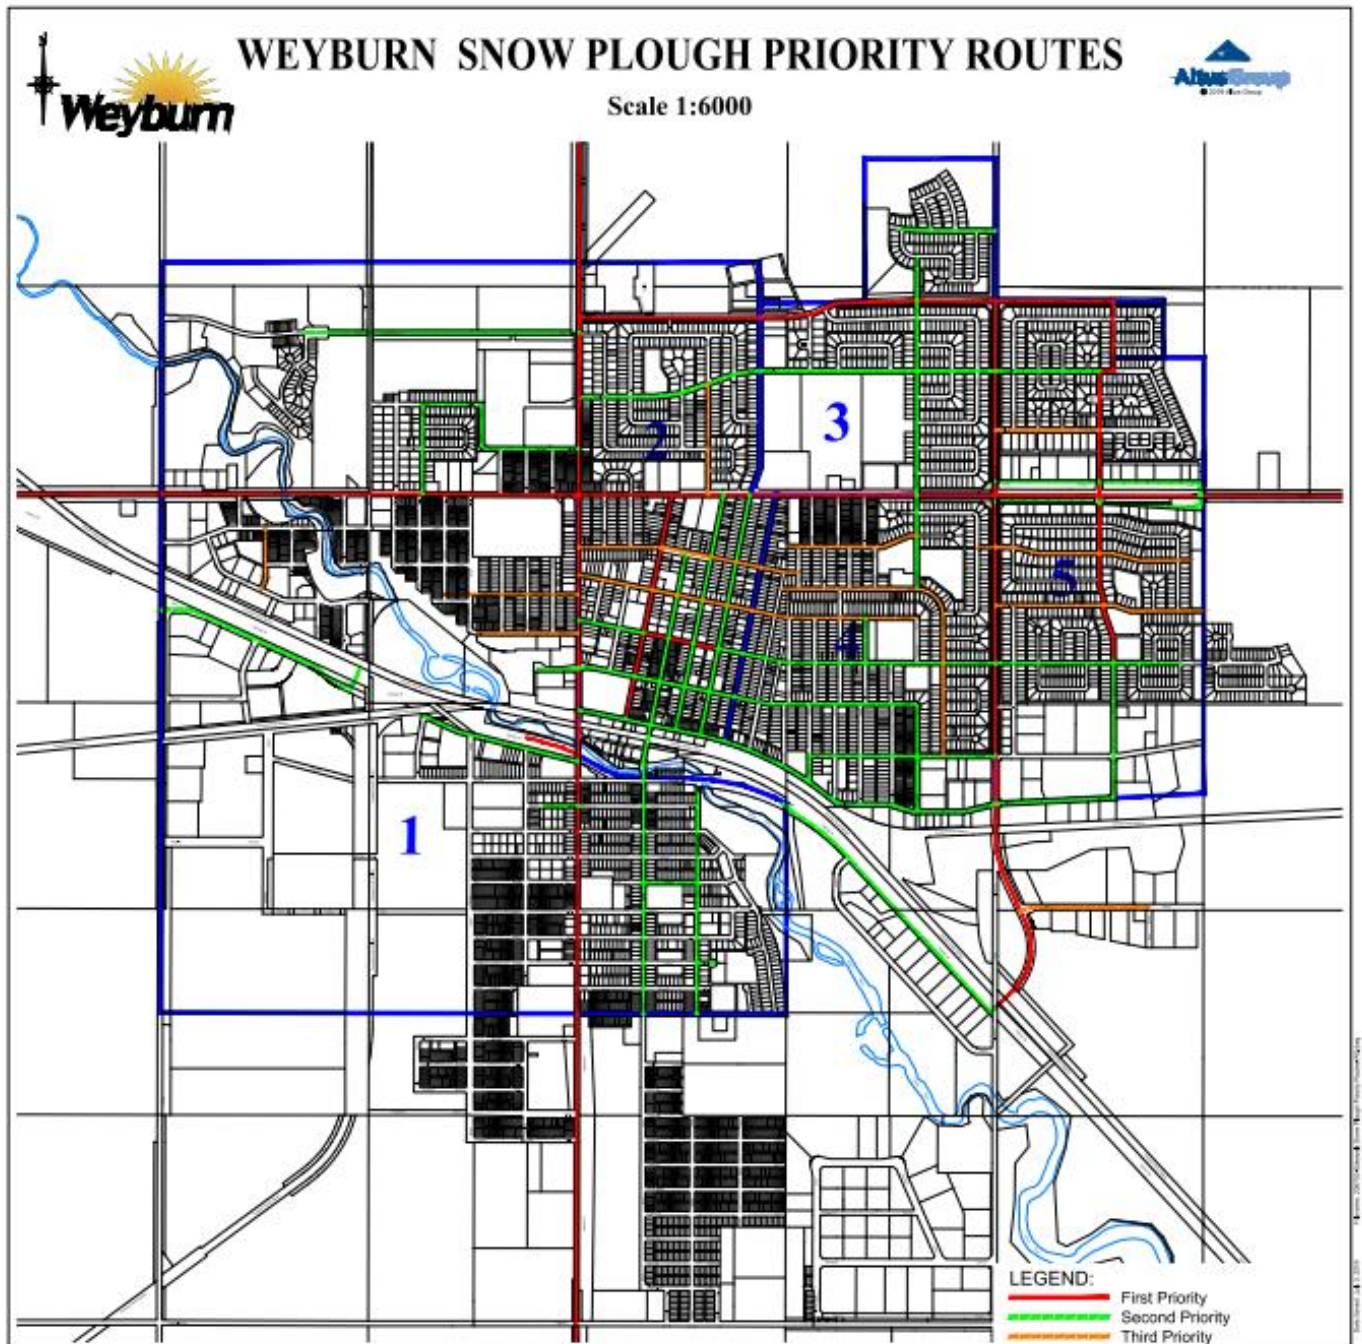 WEYBURN SNOW PLOUGH PRIORITY ROUTES
Scale 1:6000
Weyburn
AltusGroup
N
2
3
4
5
1
LEGEND:
First Priority
Second Priority
Third Priority